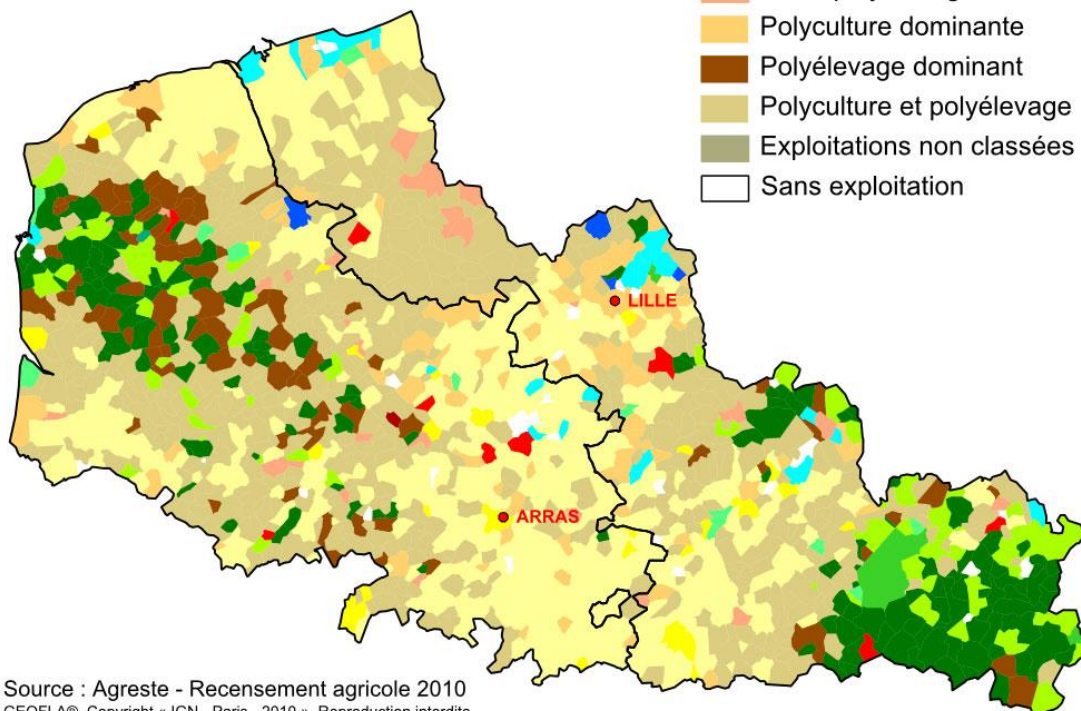 Polyculture dominante
Polyélevage dominant
Polyculture et polyélevage
Exploitations non classées
Sans exploitation
LILLE
ARRAS
Source : Agreste - Recensement agricole 2010